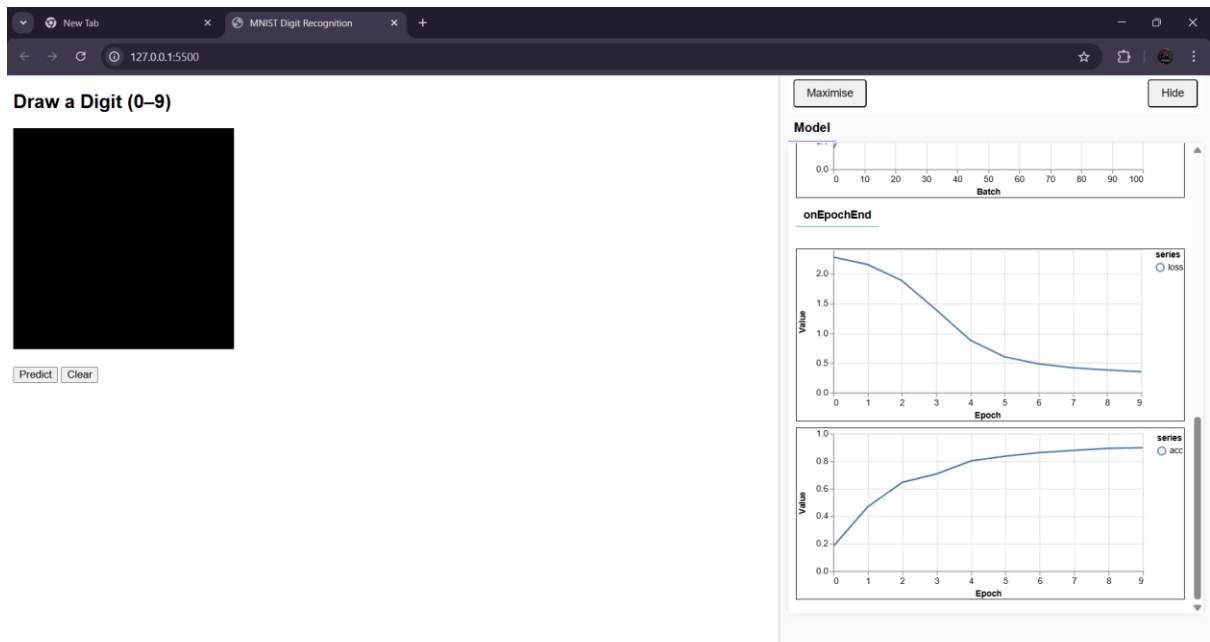 New Tab
MNIST Digit Recognition
127.0.0.1:5500
Draw a Digit (0–9)
Predict Clear
Maximise Hide
Model
0.0
0 10 20 30 40 50 60 70 80 90 100
Batch
onEpochEnd
series
loss
2.0
1.5
1.0
0.5
0.0
Value
0 1 2 3 4 5 6 7 8 9
Epoch
series
acc
1.0
0.8
0.6
0.4
0.2
0.0
Value
0 1 2 3 4 5 6 7 8 9
Epoch